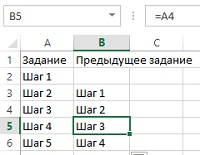 B5 =A4
A B C
1 Задание Предыдущее задание
2 Шаг 1
3 Шаг 2 Шаг 1
4 Шаг 3 Шаг 2
5 Шаг 4 Шаг 3
6 Шаг 5 Шаг 4